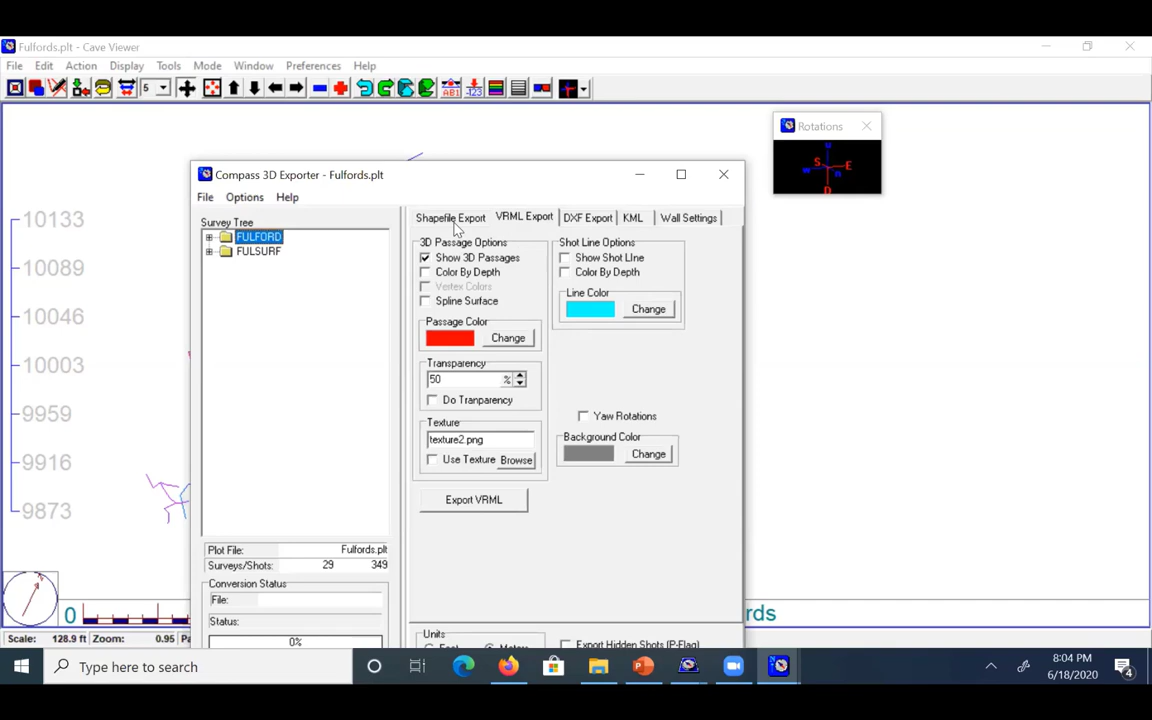 Fulfords.plt - Cave Viewer
File Edit Action Display Tools Mode Window Preferences Help
5
Rotations
U
S E
W n
D
10133
10089
10046
10003
9959
9916
9873
Compass 3D Exporter - Fulfords.plt
File Options Help
Survey Tree
FULFORD
FULSURF
Plot File: Fulfords.plt
Surveys/Shots: 29 349
Conversion Status
File:
Status:
0%
Shapefile Export VRML Export DXF Export KML Wall Settings
3D Passage Options
Show 3D Passages
Color By Depth
Vertex Colors
Spline Surface
Passage Color
Change
Transparency
50 %
Do Tranparency
Texture
texture2.png
Use Texture Browse
Export VRML
Shot Line Options
Show Shot LIne
Color By Depth
Line Color
Change
Yaw Rotations
Background Color
Change
Units
Export Hidden Shots (P-Flag)
0
rds
Scale: 128.9 ft Zoom: 0.95 Pa
Type here to search
8:04 PM
6/18/2020
4